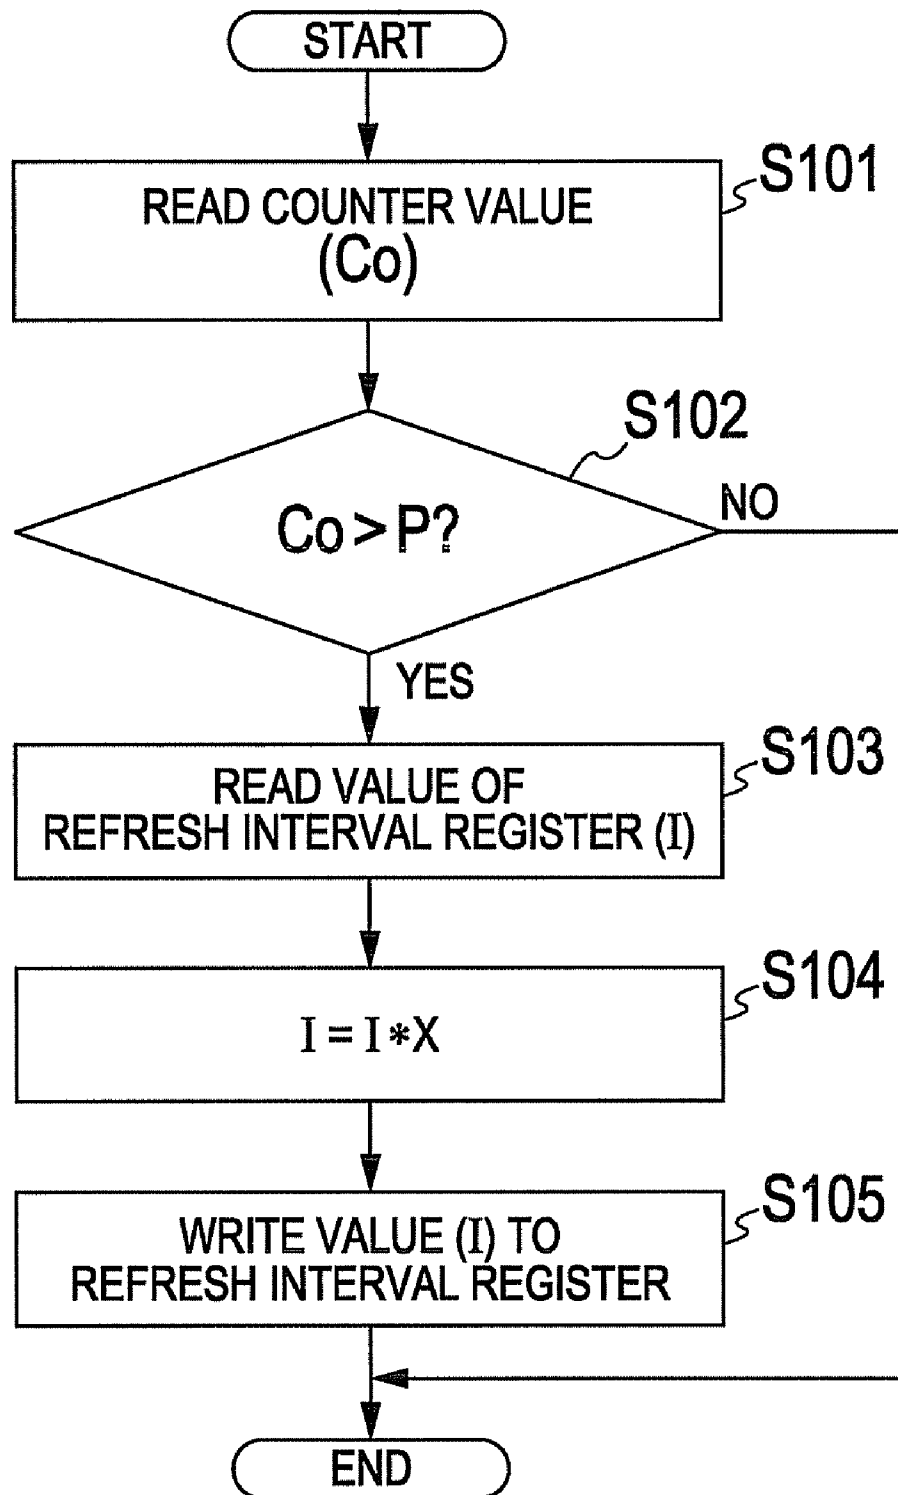 START
S101
READ COUNTER VALUE
(Co)
S102
Co > P?
NO
YES
S103
READ VALUE OF
REFRESH INTERVAL REGISTER (I)
S104
I = I*X
S105
WRITE VALUE (I) TO
REFRESH INTERVAL REGISTER
END